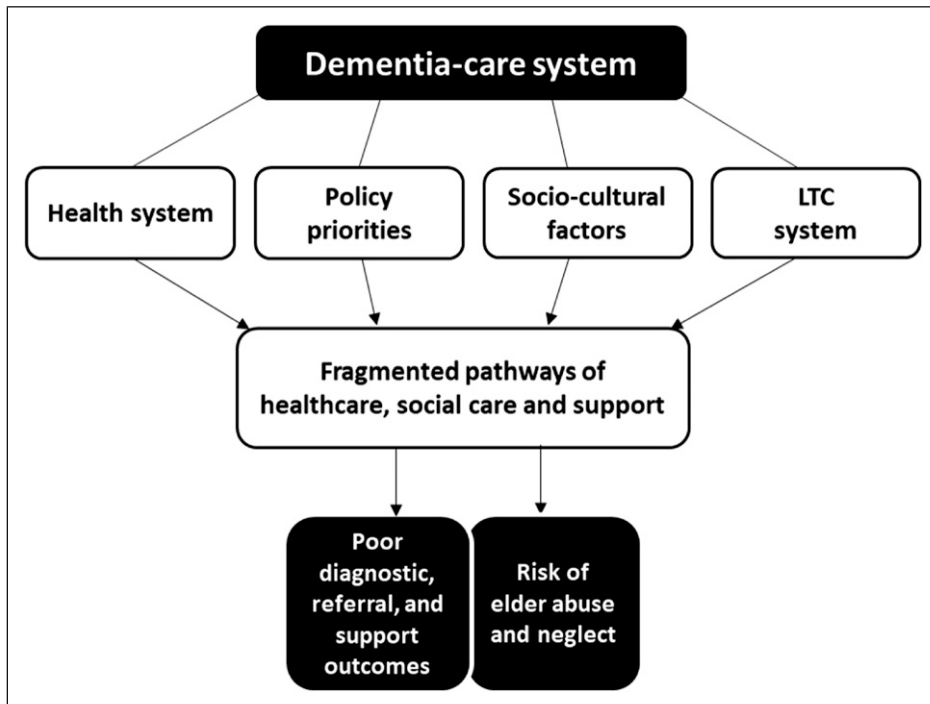 Dementia-care system
Health system
Policy
priorities
Socio-cultural
factors
LTC
system
Fragmented pathways of
healthcare, social care and support
Poor
diagnostic,
referral, and
support
outcomes
Risk of
elder abuse
and neglect